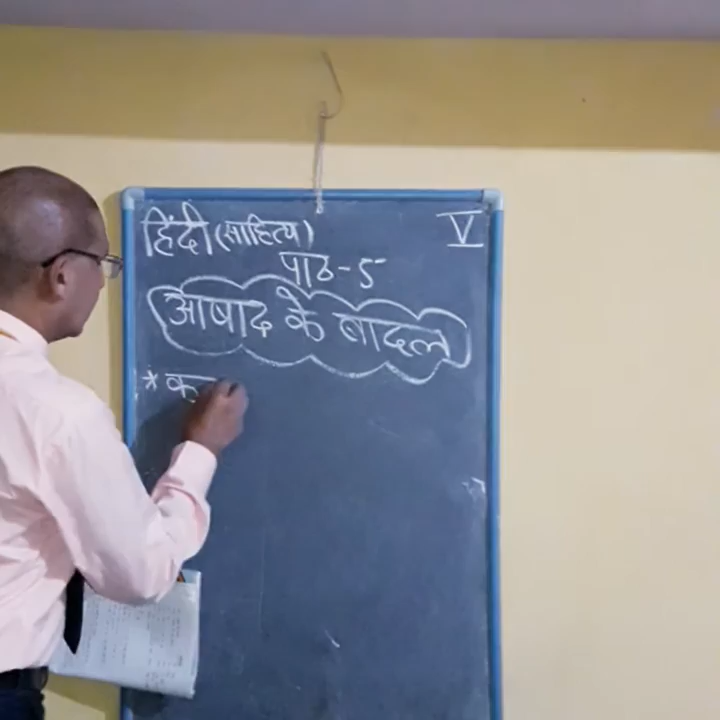 हिंदी (साहित्य)
V
पाठ-5
आषाढ के बादल
* क